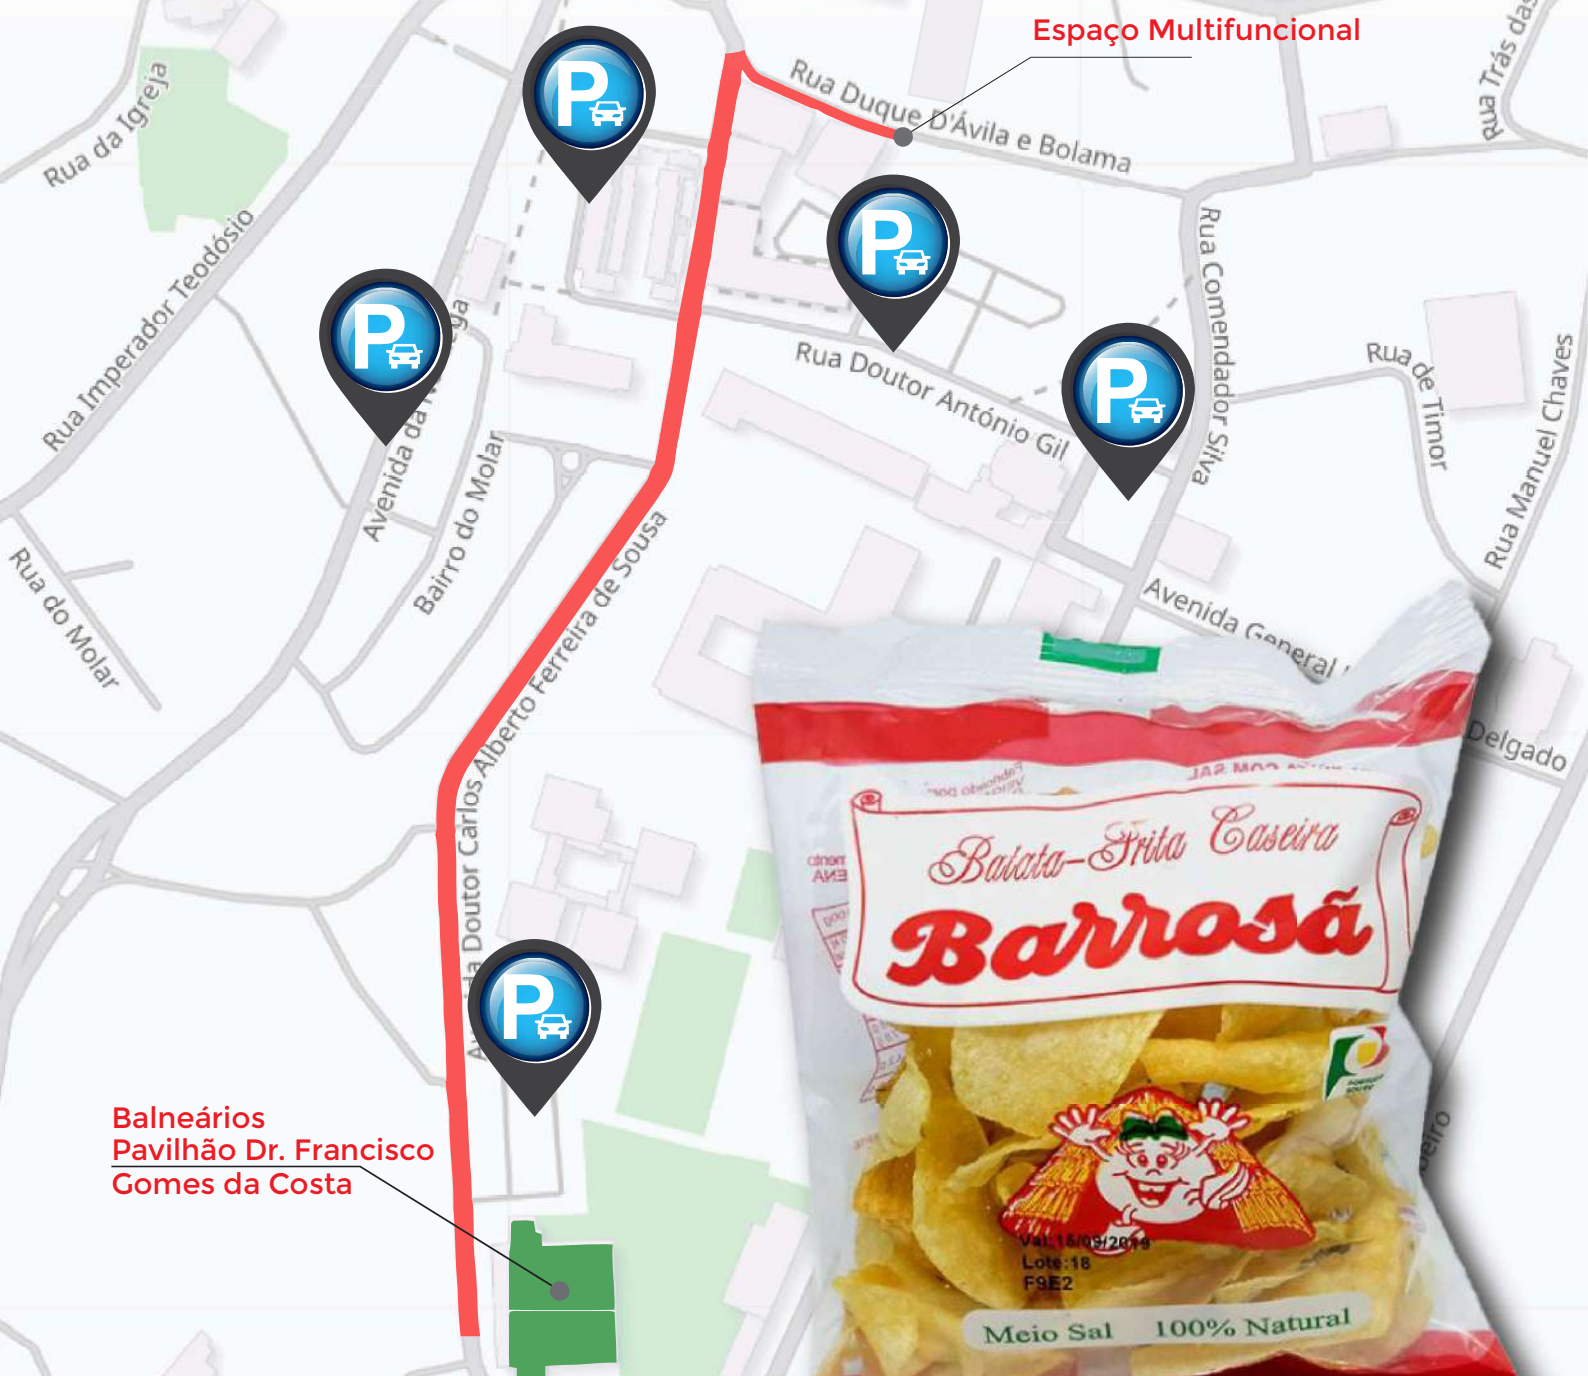 Espaço Multifuncional
Rua Trás das
Rua da Igreja
Rua Duque D'Ávila e Bolama
P
P
P
P
P
Rua Imperador Teodósio
Rua Comendador Silva
Avenida da
Bairro do Molar
Rua Doutor António Gil
Rua de Timor
Rua Manuel Chaves
Rua do Molar
Avenida General
Delgado
Doutor Carlos Alberto Ferreira de Sousa
Balneários
Pavilhão Dr. Francisco
Gomes da Costa
Batata-Frita Caseira
Barrosã
Val:15/09/2019
Lote:18
F9E2
Meio Sal 100% Natural